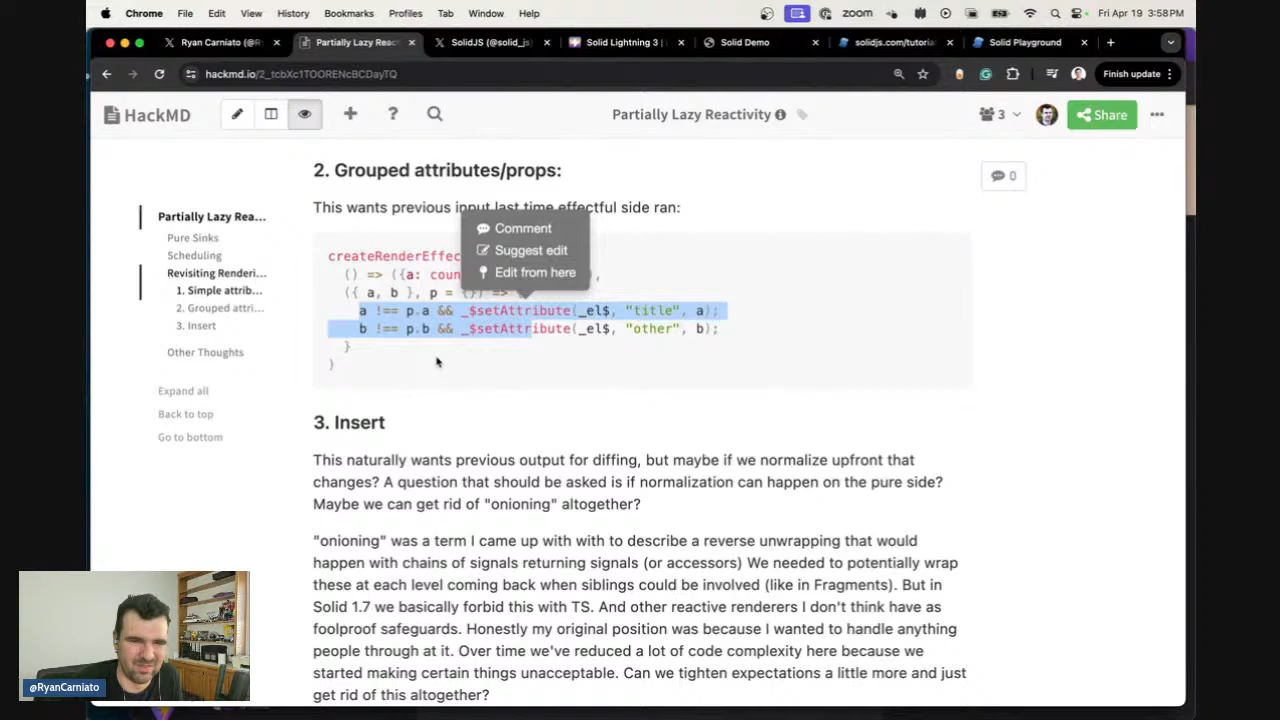 Chrome File Edit View History Bookmarks Profiles Tab Window Help zoom Fri Apr 19 3:58PM
Ryan Carniato (@R
Partially Lazy Reac
SolidJS (@solid_js)
Solid Lightning 3 |
Solid Demo
solidjs.com/tutoria
Solid Playground
hackmd.io/2_tcbXc1TOORENcBCDayTQ
Finish update
HackMD
Partially Lazy Reactivity
3
Share
2. Grouped attributes/props:
0
This wants previous input last time effectful side ran:
Comment
Suggest edit
Edit from here
createRenderEffec
() => ({a: coun
({ a, b }, p = {}) =>
a !== p.a && _$setAttribute(_el$, "title", a);
b !== p.b && _$setAttribute(_el$, "other", b);
}
)
Partially Lazy Rea...
Pure Sinks
Scheduling
Revisiting Renderi...
1. Simple attrib...
2. Grouped attri...
3. Insert
Other Thoughts
Expand all
Back to top
Go to bottom
3. Insert
This naturally wants previous output for diffing, but maybe if we normalize upfront that
changes? A question that should be asked is if normalization can happen on the pure side?
Maybe we can get rid of "onioning" altogether?
"onioning" was a term I came up with with to describe a reverse unwrapping that would
happen with chains of signals returning signals (or accessors) We needed to potentially wrap
these at each level coming back when siblings could be involved (like in Fragments). But in
Solid 1.7 we basically forbid this with TS. And other reactive renderers I don't think have as
foolproof safeguards. Honestly my original position was because I wanted to handle anything
people through at it. Over time we've reduced a lot of code complexity here because we
started making certain things unacceptable. Can we tighten expectations a little more and just
get rid of this altogether?
@RyanCarniato